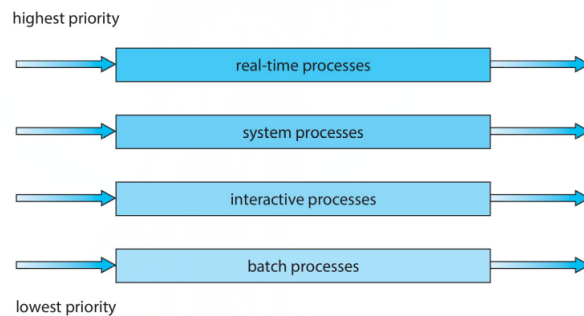 highest priority
real-time processes
system processes
interactive processes
batch processes
lowest priority